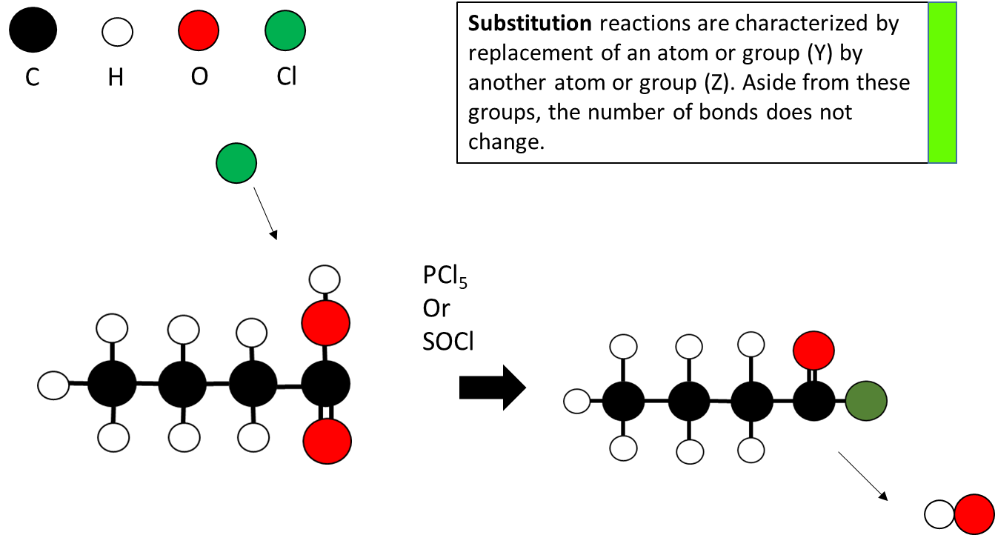 C H O Cl
Substitution reactions are characterized by
replacement of an atom or group (Y) by
another atom or group (Z). Aside from these
groups, the number of bonds does not
change.
PCl₅
Or
SOCl